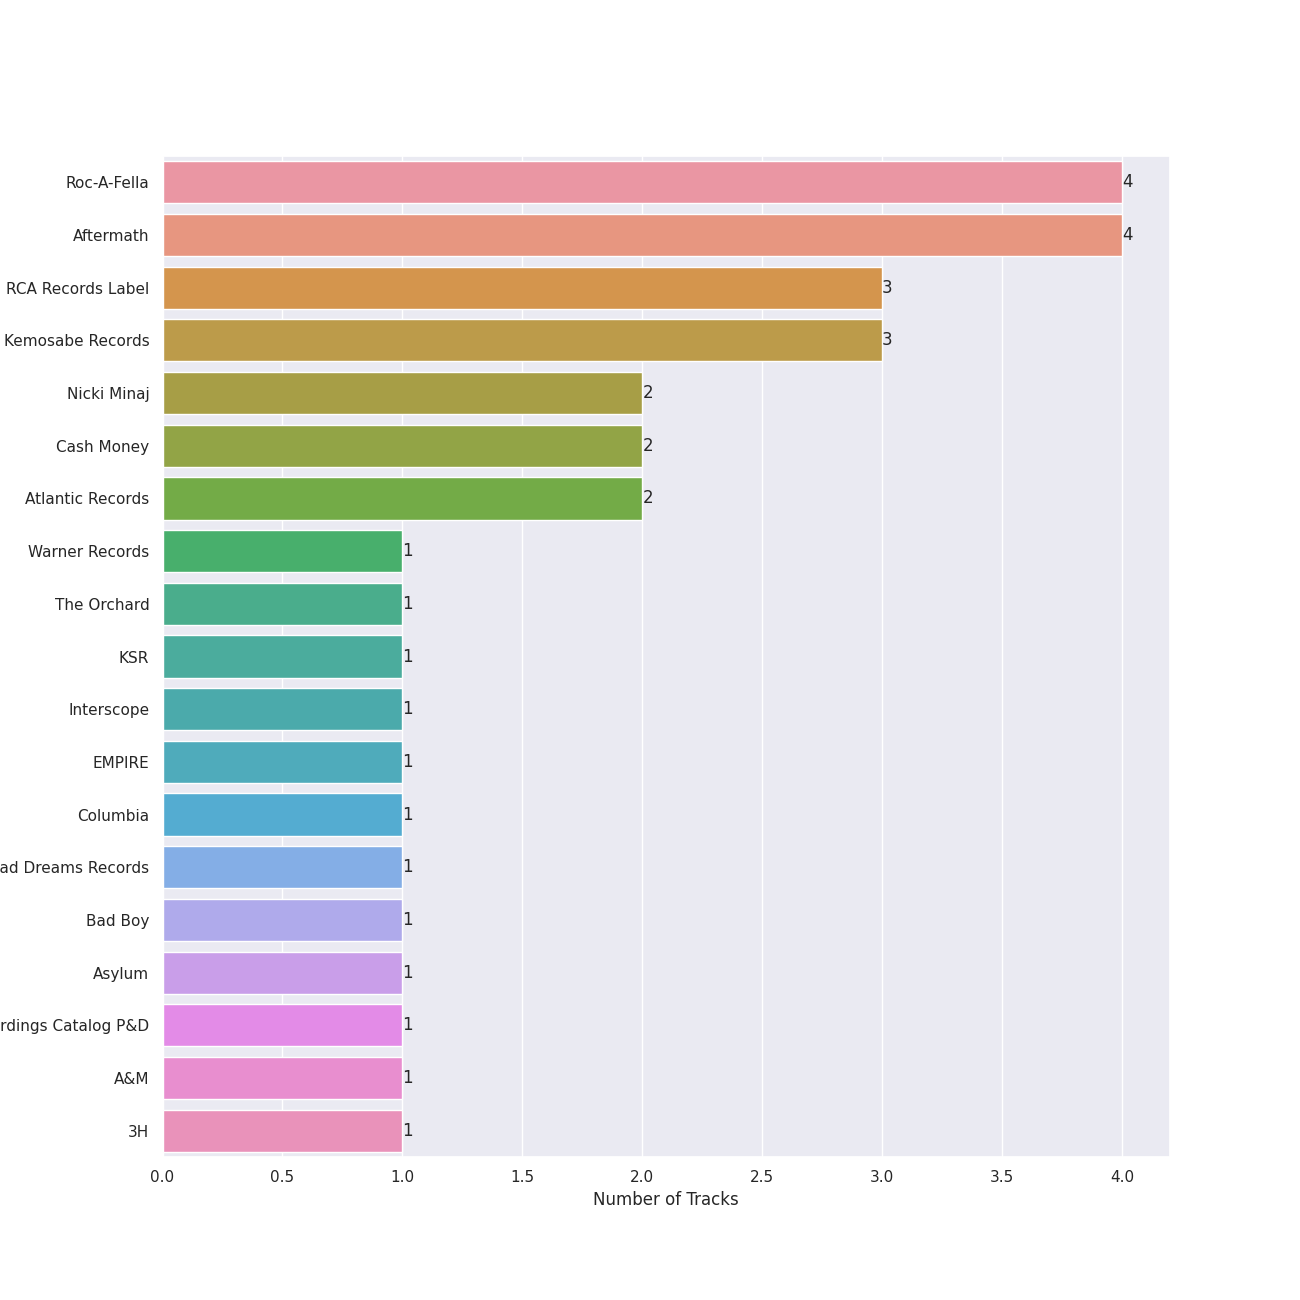 Roc-A-Fella 4
Aftermath 4
RCA Records Label 3
Kemosabe Records 3
Nicki Minaj 2
Cash Money 2
Atlantic Records 2
Warner Records 1
The Orchard 1
KSR 1
Interscope 1
EMPIRE 1
Columbia 1
ad Dreams Records 1
Bad Boy 1
Asylum 1
rdings Catalog P&D 1
A&M 1
3H 1
0.0 0.5 1.0 1.5 2.0 2.5 3.0 3.5 4.0
Number of Tracks